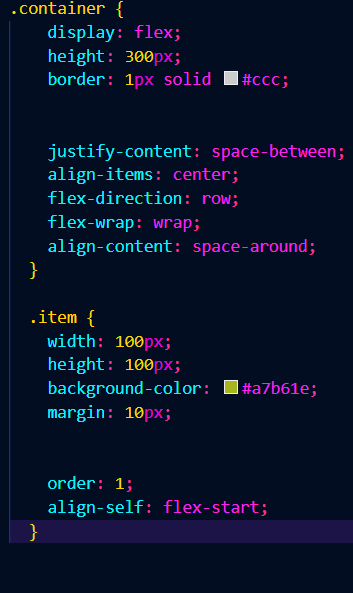 .container {
display: flex;
height: 300px;
border: 1px solid #ccc;
justify-content: space-between;
align-items: center;
flex-direction: row;
flex-wrap: wrap;
align-content: space-around;
}
.item {
width: 100px;
height: 100px;
background-color: #a7b61e;
margin: 10px;
order: 1;
align-self: flex-start;
}